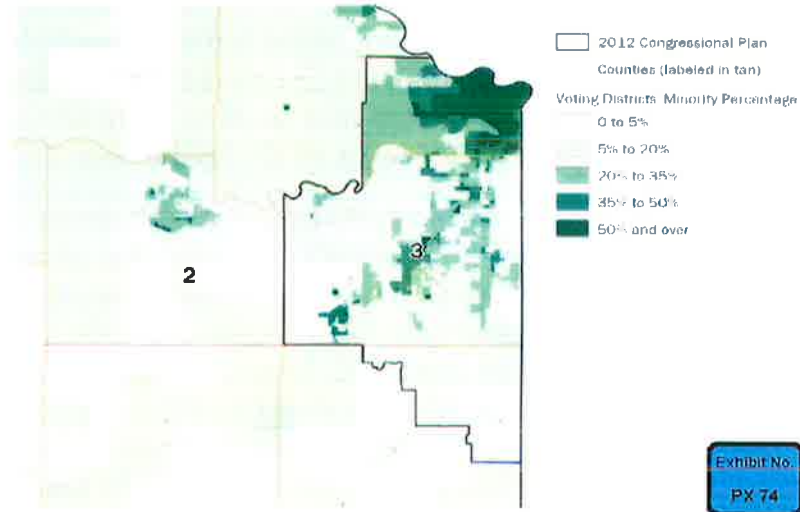 2012 Congressional Plan
Counties (labeled in tan)
Voting Districts Minority Percentage
0 to 5%
5% to 20%
20% to 35%
35% to 50%
50% and over
3
2
Exhibit No.
PX 74